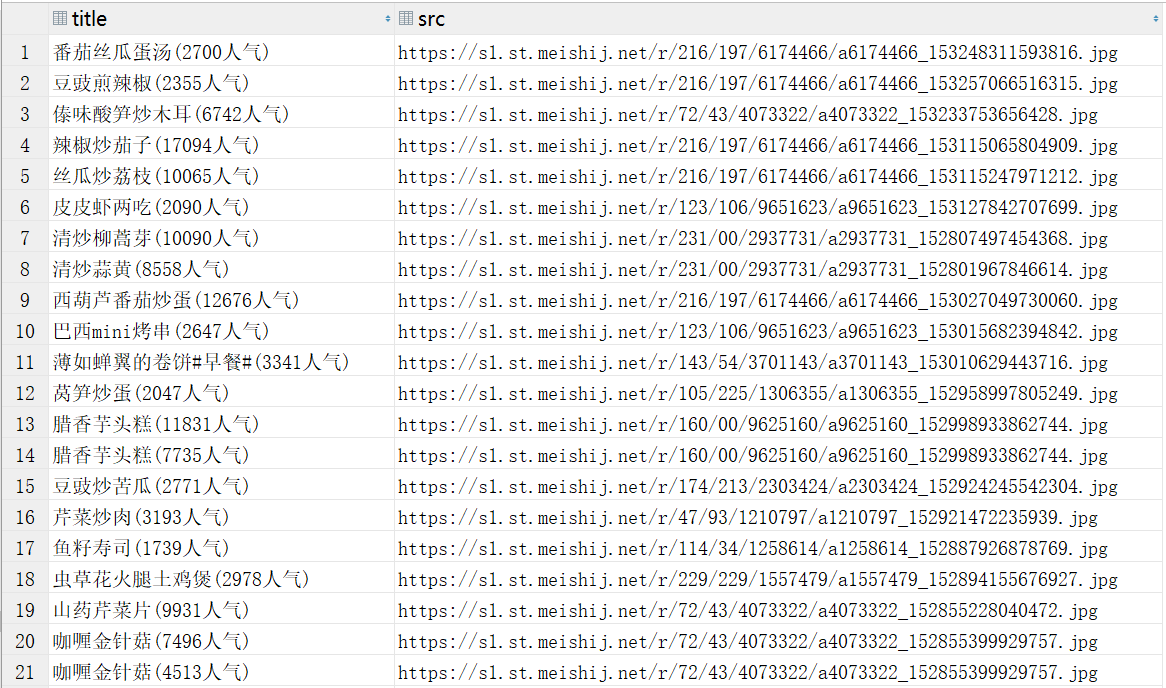 title src
1 番茄丝瓜蛋汤(2700人气) https://s1.st.meishij.net/r/216/197/6174466/a6174466_153248311593816.jpg
2 豆豉煎辣椒(2355人气) https://s1.st.meishij.net/r/216/197/6174466/a6174466_153257066516315.jpg
3 傣味酸笋炒木耳(6742人气) https://s1.st.meishij.net/r/72/43/4073322/a4073322_153233753656428.jpg
4 辣椒炒茄子(17094人气) https://s1.st.meishij.net/r/216/197/6174466/a6174466_153115065804909.jpg
5 丝瓜炒荔枝(10065人气) https://s1.st.meishij.net/r/216/197/6174466/a6174466_153115247971212.jpg
6 皮皮虾两吃(2090人气) https://s1.st.meishij.net/r/123/106/9651623/a9651623_153127842707699.jpg
7 清炒柳蒿芽(10090人气) https://s1.st.meishij.net/r/231/00/2937731/a2937731_152807497454368.jpg
8 清炒蒜黄(8558人气) https://s1.st.meishij.net/r/231/00/2937731/a2937731_152801967846614.jpg
9 西葫芦番茄炒蛋(12676人气) https://s1.st.meishij.net/r/216/197/6174466/a6174466_153027049730060.jpg
10 巴西mini烤串(2647人气) https://s1.st.meishij.net/r/123/106/9651623/a9651623_153015682394842.jpg
11 薄如蝉翼的卷饼#早餐#(3341人气) https://s1.st.meishij.net/r/143/54/3701143/a3701143_153010629443716.jpg
12 莴笋炒蛋(2047人气) https://s1.st.meishij.net/r/105/225/1306355/a1306355_152958997805249.jpg
13 腊香芋头糕(11831人气) https://s1.st.meishij.net/r/160/00/9625160/a9625160_152998933862744.jpg
14 腊香芋头糕(7735人气) https://s1.st.meishij.net/r/160/00/9625160/a9625160_152998933862744.jpg
15 豆豉炒苦瓜(2771人气) https://s1.st.meishij.net/r/174/213/2303424/a2303424_152924245542304.jpg
16 芹菜炒肉(3193人气) https://s1.st.meishij.net/r/47/93/1210797/a1210797_152921472235939.jpg
17 鱼籽寿司(1739人气) https://s1.st.meishij.net/r/114/34/1258614/a1258614_152887926878769.jpg
18 虫草花火腿土鸡煲(2978人气) https://s1.st.meishij.net/r/229/229/1557479/a1557479_152894155676927.jpg
19 山药芹菜片(9931人气) https://s1.st.meishij.net/r/72/43/4073322/a4073322_152855228040472.jpg
20 咖喱金针菇(7496人气) https://s1.st.meishij.net/r/72/43/4073322/a4073322_152855399929757.jpg
21 咖喱金针菇(4513人气) https://s1.st.meishij.net/r/72/43/4073322/a4073322_152855399929757.jpg